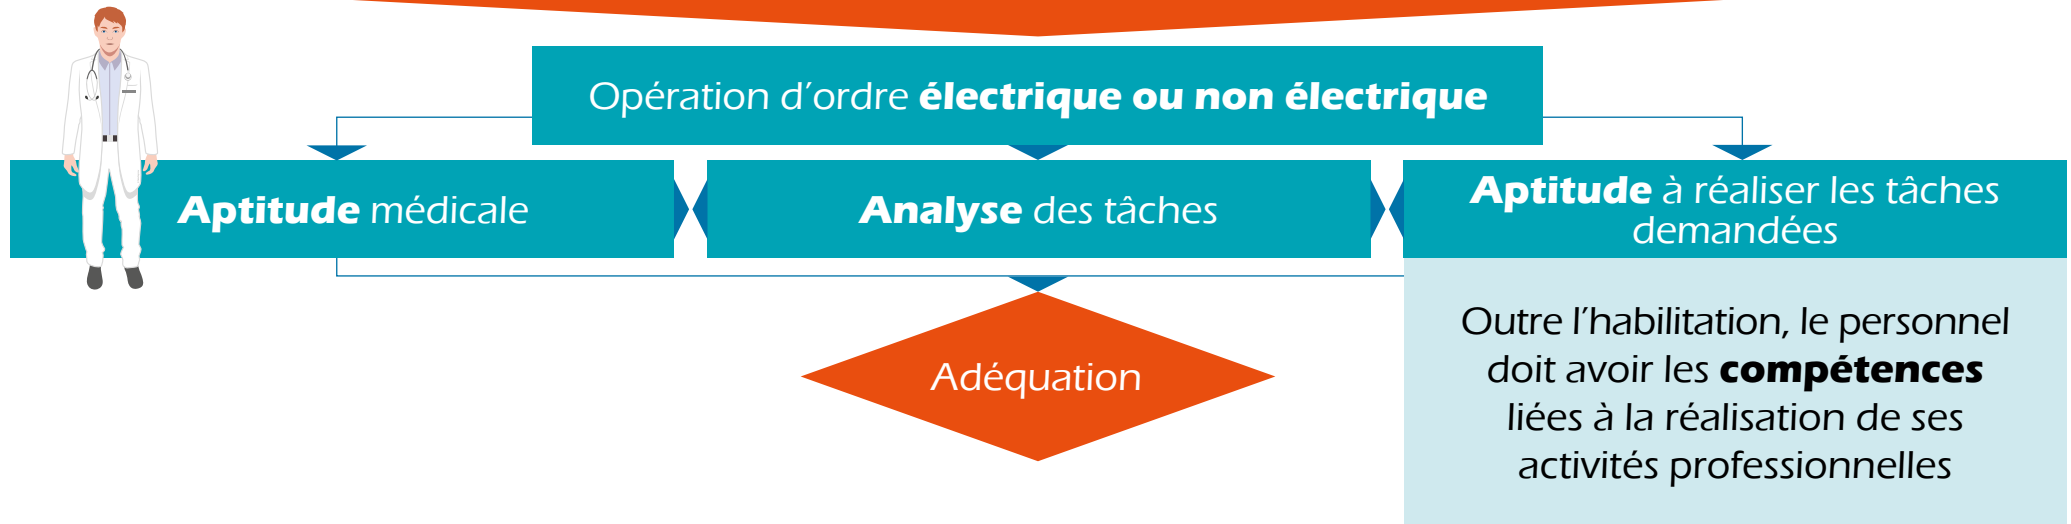 Opération d’ordre électrique ou non électrique
Aptitude médicale
Analyse des tâches
Aptitude à réaliser les tâches
demandées
Outre l’habilitation, le personnel
doit avoir les compétences
liées à la réalisation de ses
activités professionnelles
Adéquation